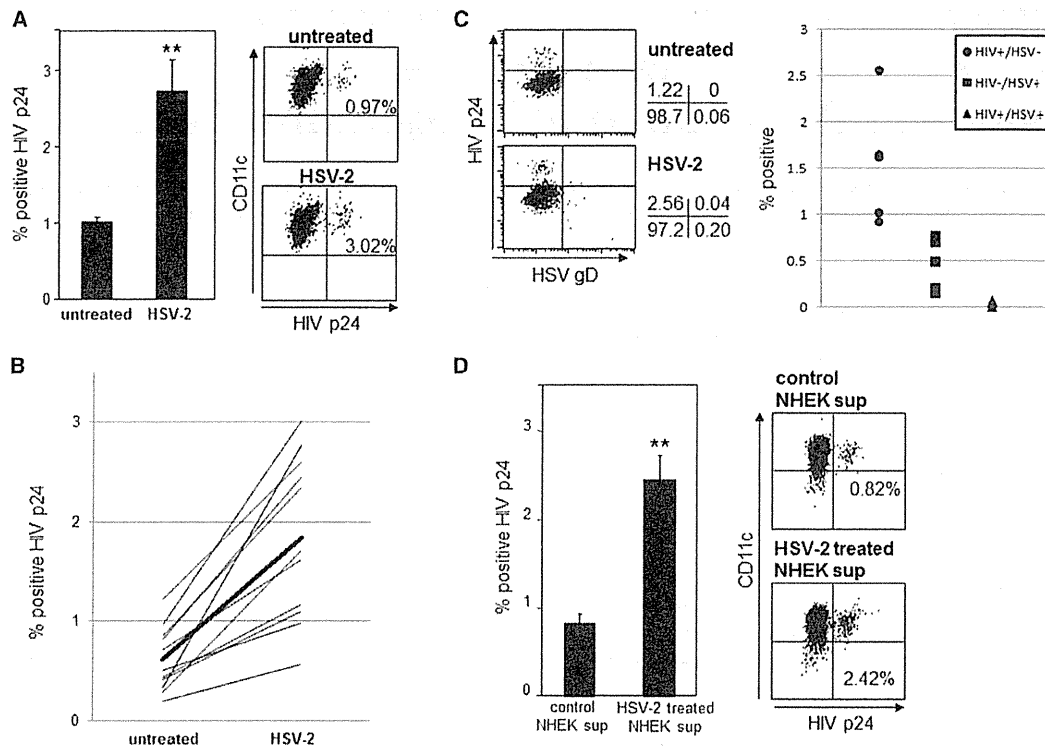 A
% positive HIV p24
3
2
1
0
**
untreated
HSV-2
CD11c
untreated
0.97%
HSV-2
3.02%
HIV p24
B
% positive HIV p24
3
2
1
0
untreated
HSV-2
C
HIV p24
HSV gD
untreated
1.22 0
98.7 0.06
HSV-2
2.56 0.04
97.2 0.20
% positive
2.5
2
1.5
1
0.5
0
HIV+/HSV-
HIV-/HSV+
HIV+/HSV+
D
% positive HIV p24
3
2
1
0
**
control
NHEK sup
HSV-2 treated
NHEK sup
CD11c
control
NHEK sup
0.82%
HSV-2 treated
NHEK sup
2.42%
HIV p24